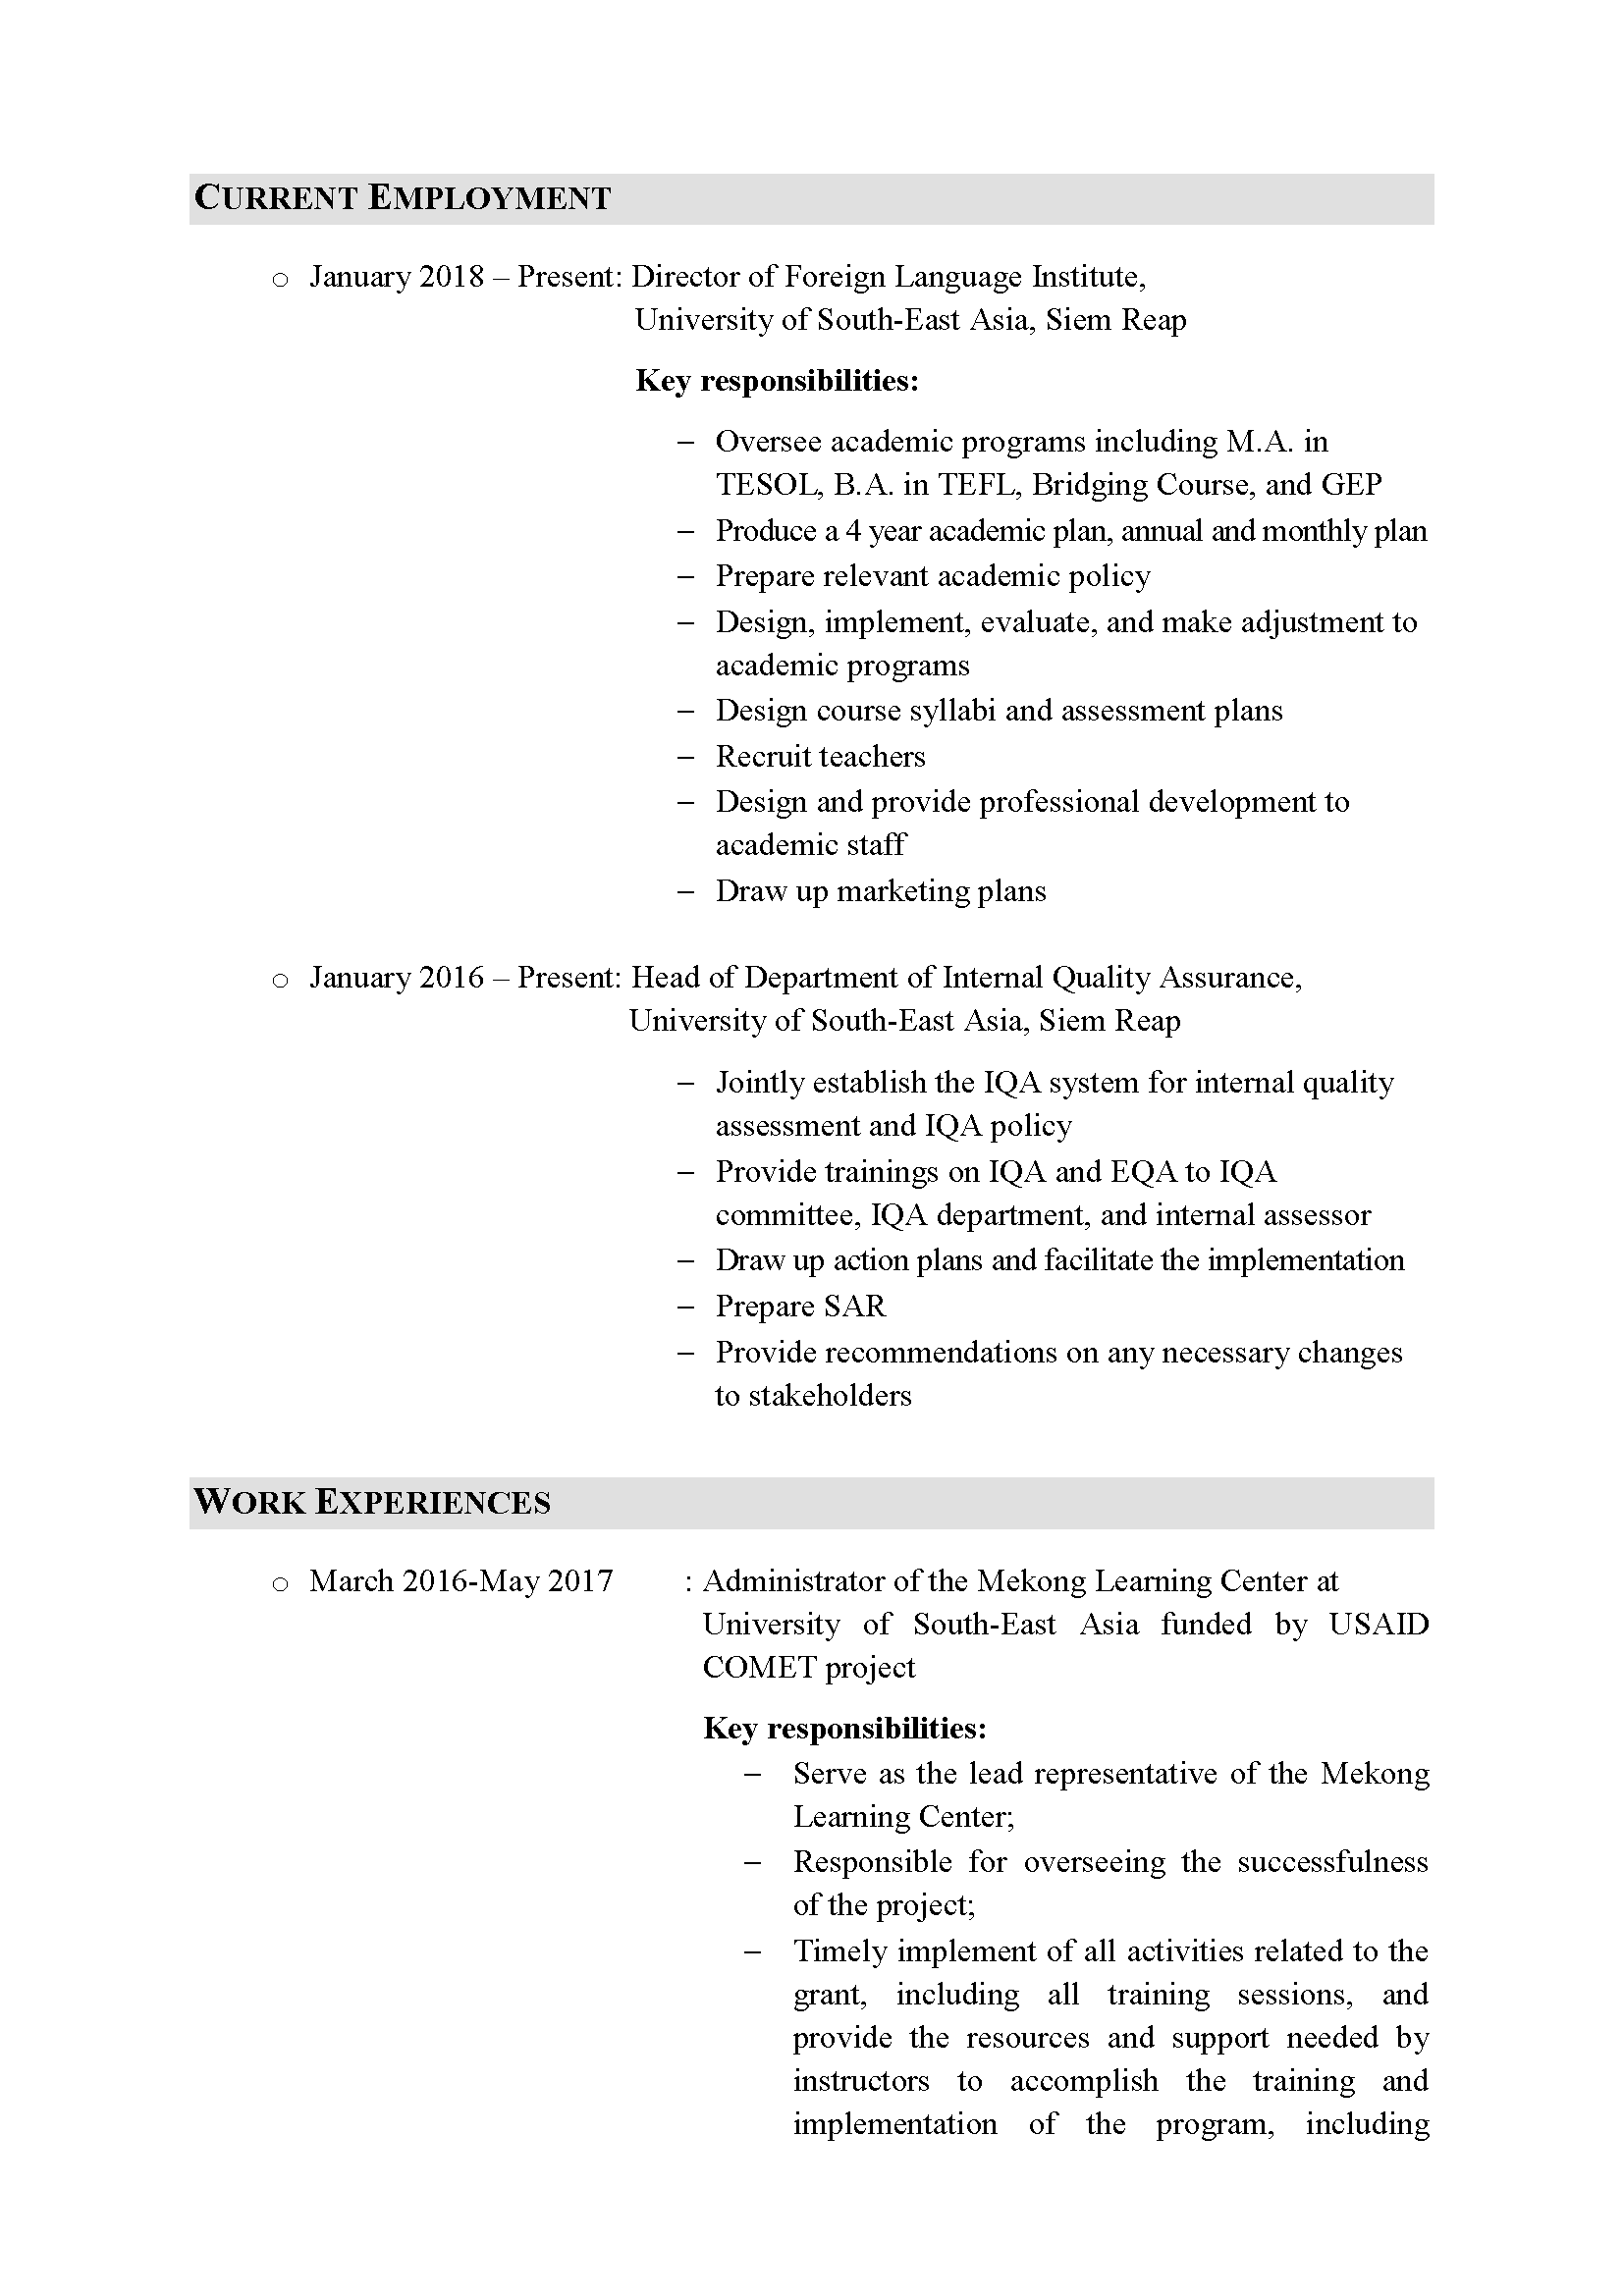 CURRENT EMPLOYMENT
o January 2018 – Present: Director of Foreign Language Institute,
University of South-East Asia, Siem Reap
Key responsibilities:
– Oversee academic programs including M.A. in
TESOL, B.A. in TEFL, Bridging Course, and GEP
– Produce a 4 year academic plan, annual and monthly plan
– Prepare relevant academic policy
– Design, implement, evaluate, and make adjustment to
academic programs
– Design course syllabi and assessment plans
– Recruit teachers
– Design and provide professional development to
academic staff
– Draw up marketing plans
o January 2016 – Present: Head of Department of Internal Quality Assurance,
University of South-East Asia, Siem Reap
– Jointly establish the IQA system for internal quality
assessment and IQA policy
– Provide trainings on IQA and EQA to IQA
committee, IQA department, and internal assessor
– Draw up action plans and facilitate the implementation
– Prepare SAR
– Provide recommendations on any necessary changes
to stakeholders
WORK EXPERIENCES
o March 2016-May 2017 : Administrator of the Mekong Learning Center at
University of South-East Asia funded by USAID
COMET project
Key responsibilities:
– Serve as the lead representative of the Mekong
Learning Center;
– Responsible for overseeing the successfulness
of the project;
– Timely implement of all activities related to the
grant, including all training sessions, and
provide the resources and support needed by
instructors to accomplish the training and
implementation of the program, including